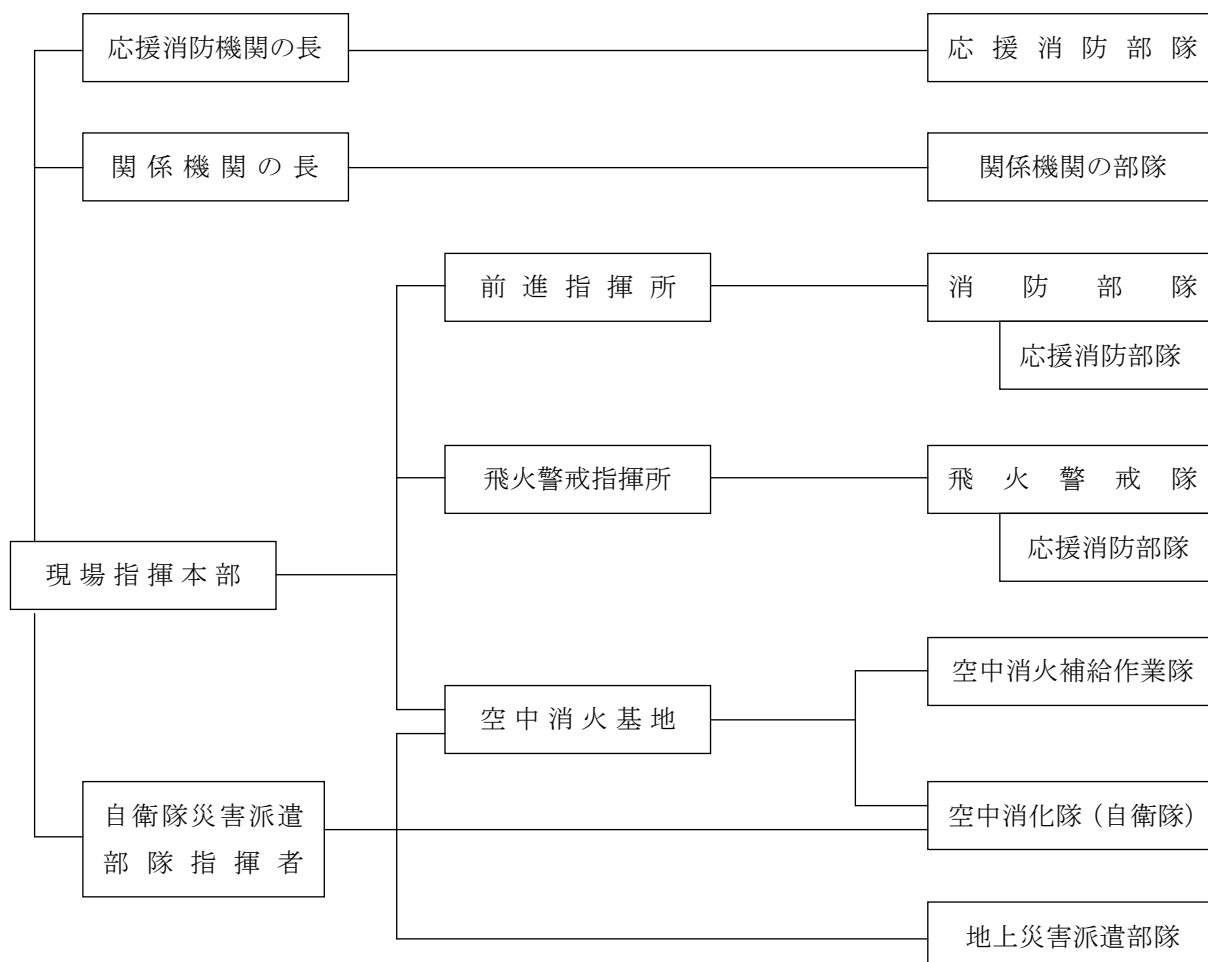 応援消防機関の長
応援消防部隊
関係機関の長
関係機関の部隊
前進指揮所
消防部隊
応援消防部隊
飛火警戒指揮所
飛火警戒隊
応援消防部隊
現場指揮本部
空中消火補給作業隊
空中消火基地
自衛隊災害派遣
部隊指揮者
空中消化隊（自衛隊）
地上災害派遣部隊